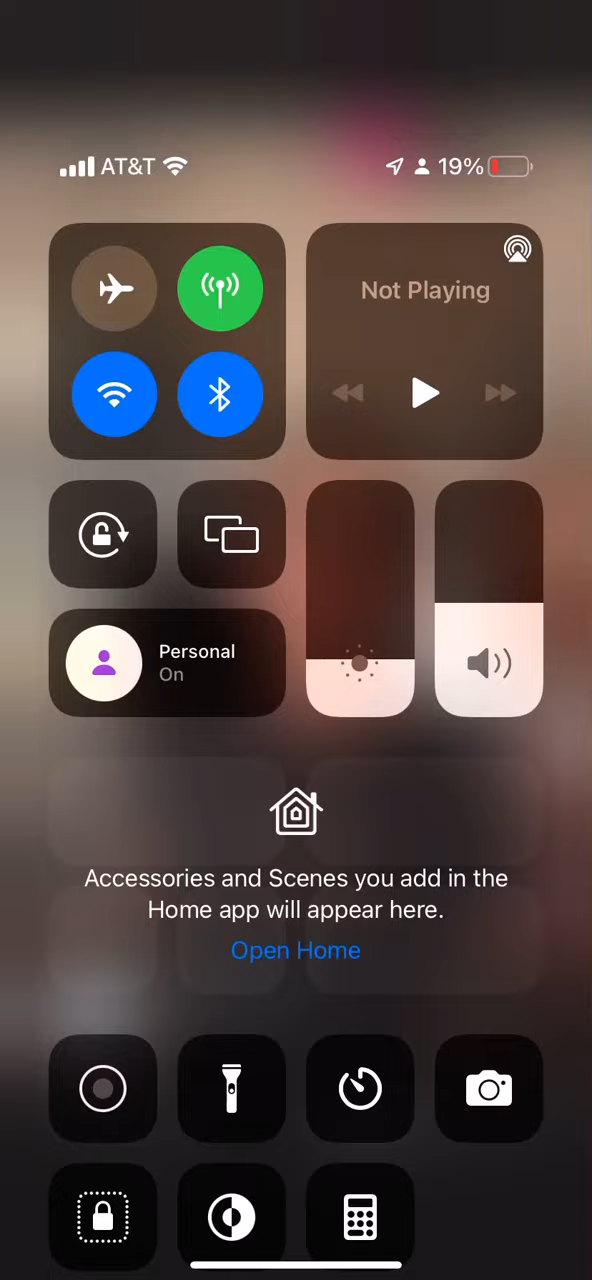 AT&T 19%
Not Playing
Personal
On
Accessories and Scenes you add in the
Home app will appear here.
Open Home